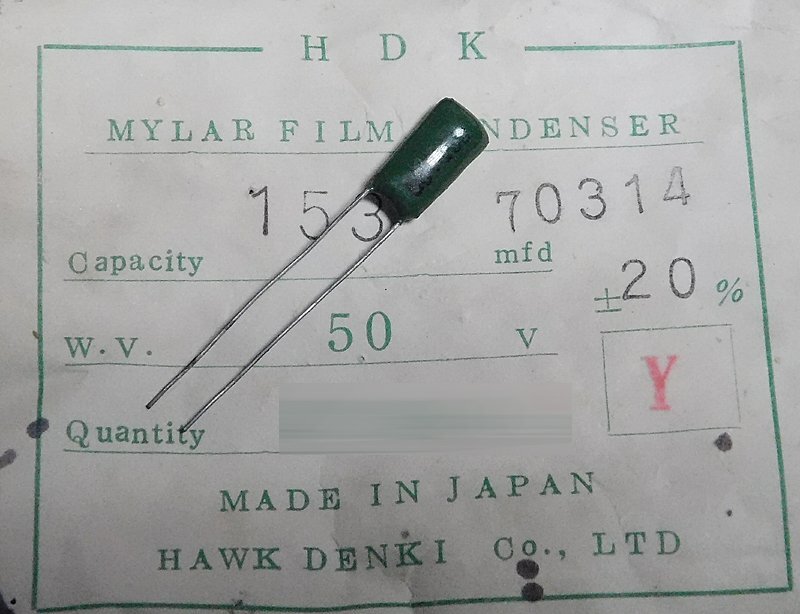 H D K
MYLAR FILM NDENSER
153 70314
Capacity mfd
±20 %
W.V. 50 V
Y
Quantity
MADE IN JAPAN
HAWK DENKI Co., LTD